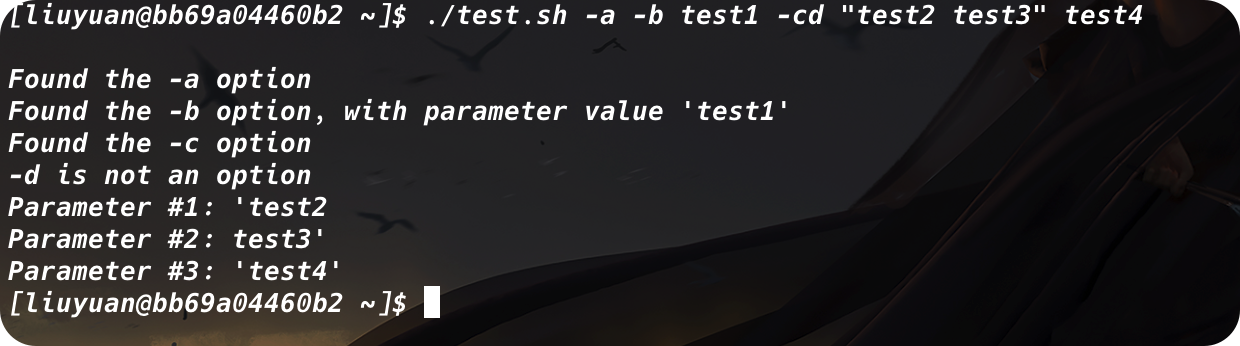 [liuyuan@bb69a04460b2 ~]$ ./test.sh -a -b test1 -cd "test2 test3" test4
Found the -a option
Found the -b option, with parameter value 'test1'
Found the -c option
-d is not an option
Parameter #1: 'test2
Parameter #2: test3'
Parameter #3: 'test4'
[liuyuan@bb69a04460b2 ~]$